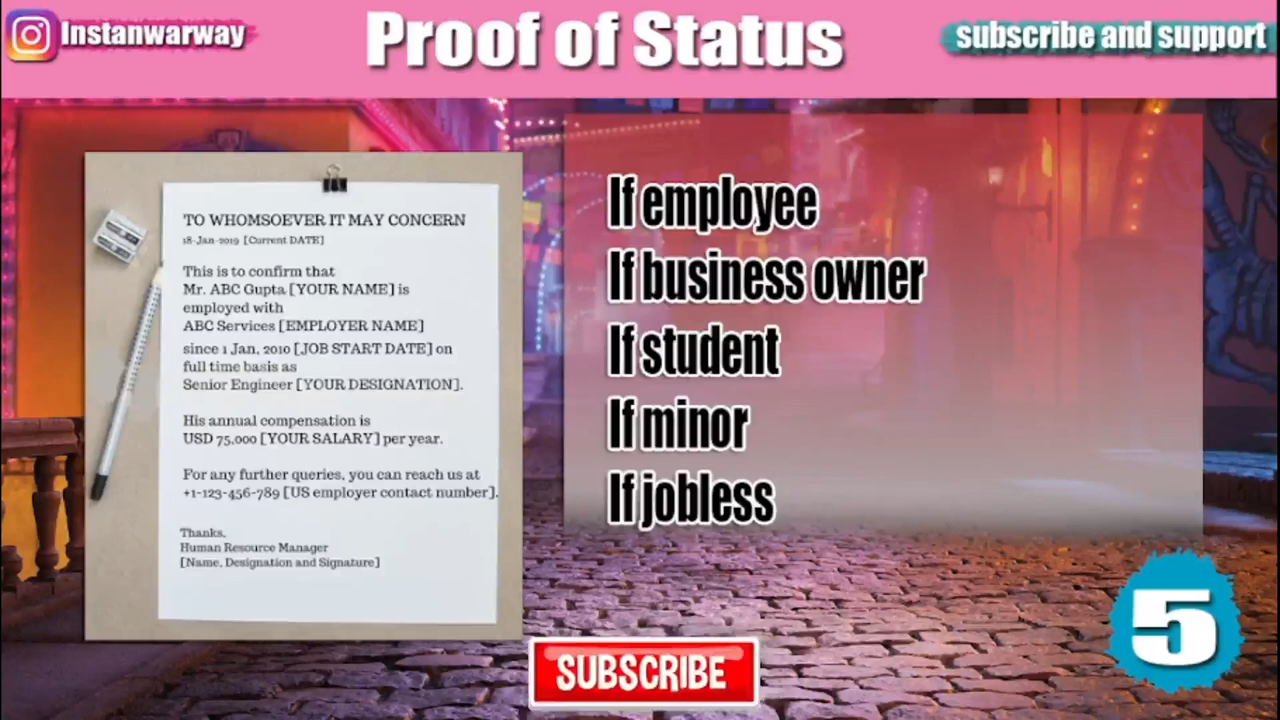 Instanwarway
Proof of Status
subscribe and support
TO WHOMSOEVER IT MAY CONCERN
18-Jan-2019 [Current DATE]
This is to confirm that
Mr. ABC Gupta [YOUR NAME] is
employed with
ABC Services [EMPLOYER NAME]
since 1 Jan, 2010 [JOB START DATE] on
full time basis as
Senior Engineer [YOUR DESIGNATION].
His annual compensation is
USD 75,000 [YOUR SALARY] per year.
For any further queries, you can reach us at
+1-123-456-789 [US employer contact number].
Thanks,
Human Resource Manager
[Name, Designation and Signature]
If employee
If business owner
If student
If minor
If jobless
5
SUBSCRIBE